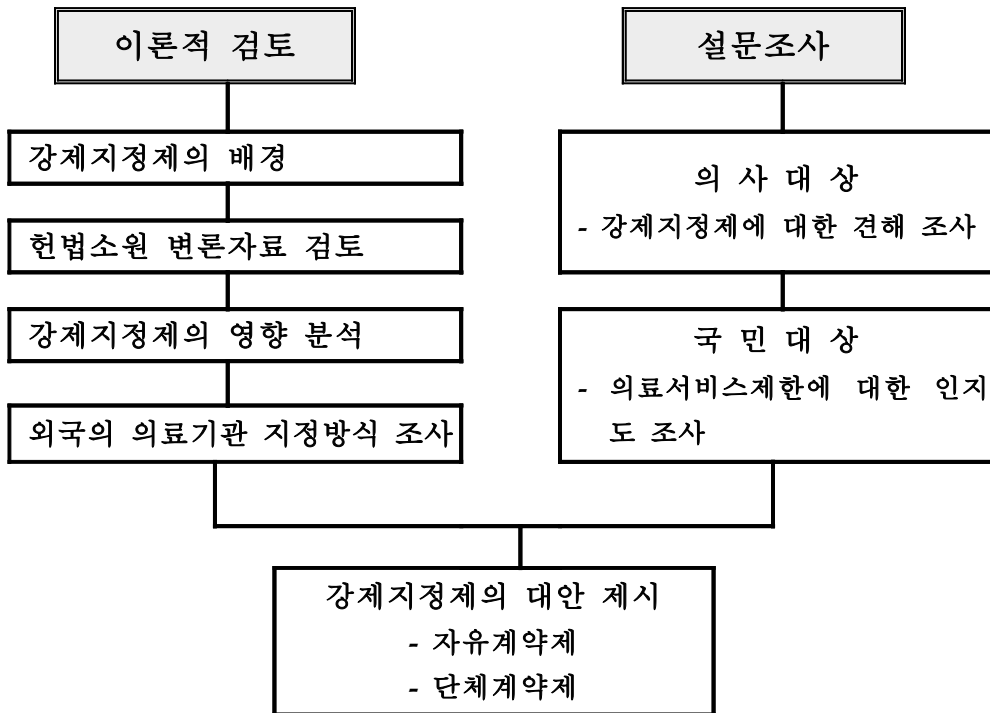 이론적 검토
강제지정제의 배경
헌법소원 변론자료 검토
강제지정제의 영향 분석
외국의 의료기관 지정방식 조사
설문조사
의 사 대 상
- 강제지정제에 대한 견해 조사
국 민 대 상
- 의료서비스제한에 대한 인지
도 조사
강제지정제의 대안 제시
- 자유계약제
- 단체계약제